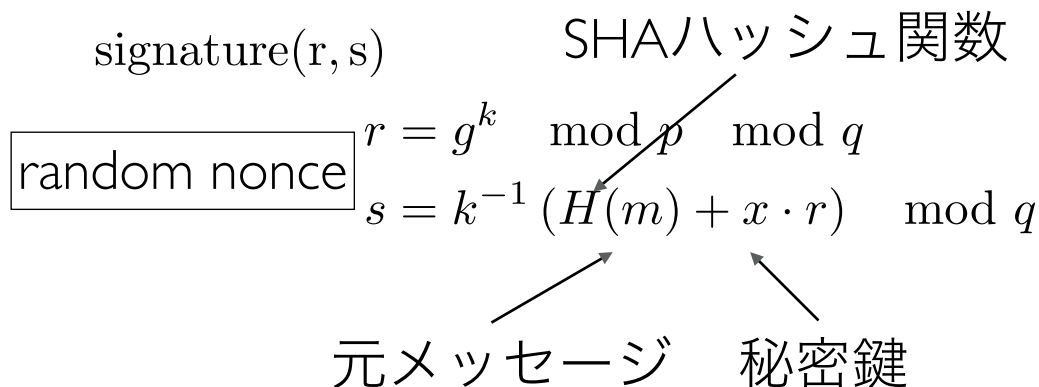 signature(r, s)
SHAハッシュ関数
r = g^k mod p mod q
random nonce
s = k^{-1} (H(m) + x · r) mod q
元メッセージ
秘密鍵